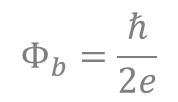 Φ_b = ℏ/2e